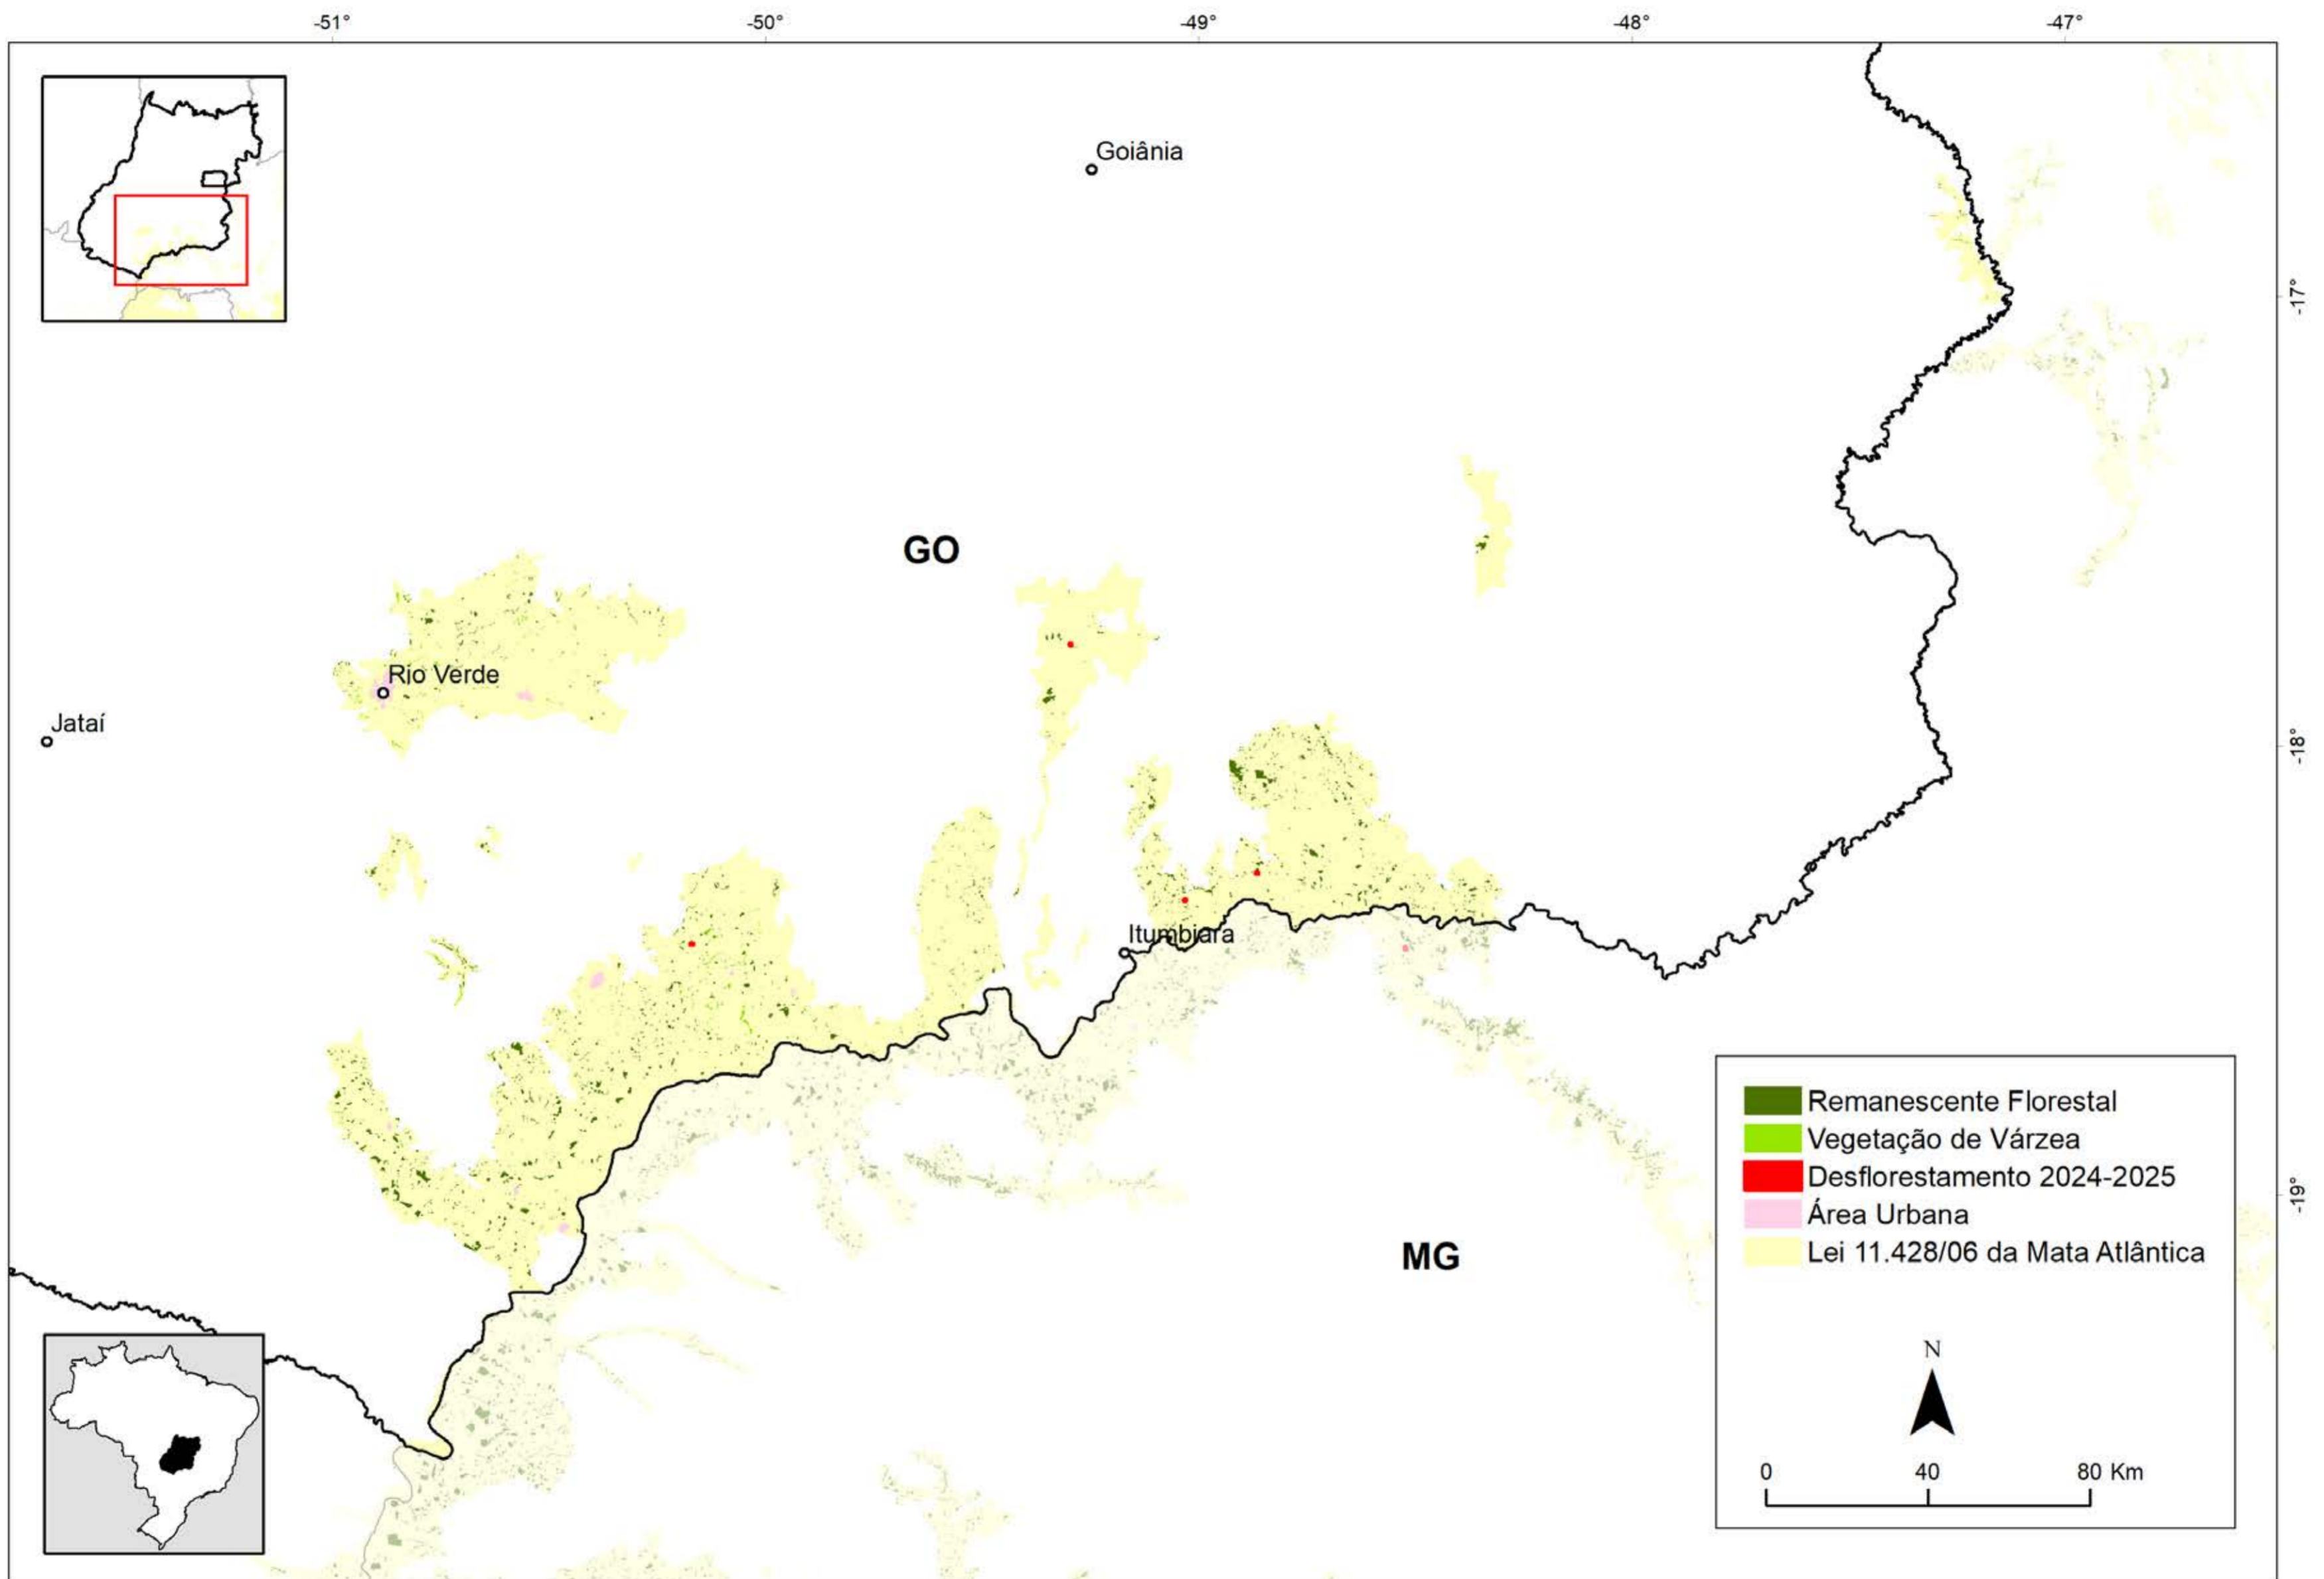 -51°
-50°
-49°
-48°
-47°
Goiânia
-17°
GO
Rio Verde
Jataí
-18°
Itumbiara
Remanescente Florestal
Vegetação de Várzea
Desflorestamento 2024-2025
Área Urbana
Lei 11.428/06 da Mata Atlântica
-19°
MG
N
0 40 80 Km